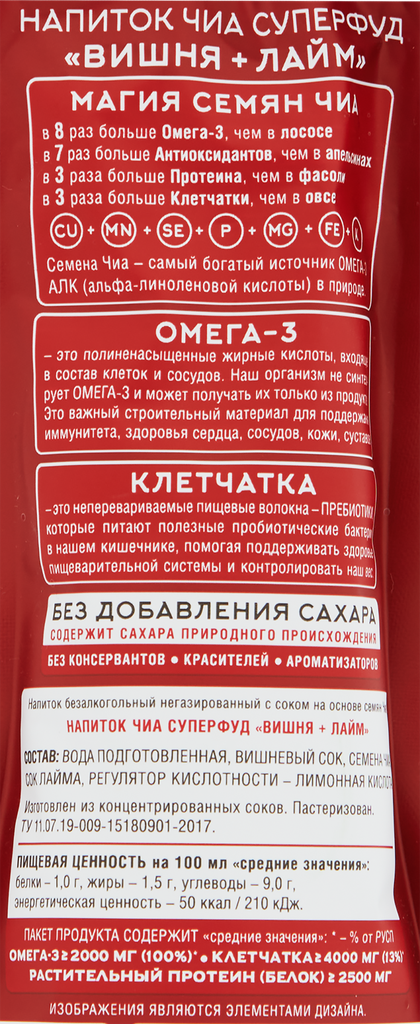 НАПИТОК ЧИА СУПЕРФУД
«ВИШНЯ + ЛАЙМ»
МАГИЯ СЕМЯН ЧИА
в 8 раз больше Омега-3, чем в лососе
в 7 раз больше Антиоксидантов, чем в апельсинах
в 3 раза больше Протеина, чем в фасоли
в 3 раза больше Клетчатки, чем в овсе
CU + MN + SE + P + MG + FE + K
Семена Чиа – самый богатый источник ОМЕГА-3
АЛК (альфа-линоленовой кислоты) в природе.
ОМЕГА-3
– это полиненасыщенные жирные кислоты, входящ
в состав клеток и сосудов. Наш организм не синте
рует ОМЕГА-3 и может получать их только из продукт
Это важный строительный материал для поддержан
иммунитета, здоровья сердца, сосудов, кожи, сустав
КЛЕТЧАТКА
–это неперевариваемые пищевые волокна – ПРЕБИОТИКИ
которые питают полезные пробиотические бактери
в нашем кишечнике, помогая поддерживать здоров
пищеварительной системы и контролировать наш вес.
БЕЗ ДОБАВЛЕНИЯ САХАРА
СОДЕРЖИТ САХАРА ПРИРОДНОГО ПРОИСХОЖДЕНИЯ
БЕЗ КОНСЕРВАНТОВ • КРАСИТЕЛЕЙ • АРОМАТИЗАТОРОВ
Напиток безалкогольный негазированный с соком на основе семян Чиа
НАПИТОК ЧИА СУПЕРФУД «ВИШНЯ + ЛАЙМ»
СОСТАВ: ВОДА ПОДГОТОВЛЕННАЯ, ВИШНЕВЫЙ СОК, СЕМЕНА ЧИА,
СОК ЛАЙМА, РЕГУЛЯТОР КИСЛОТНОСТИ – ЛИМОННАЯ КИСЛОТА
Изготовлен из концентрированных соков. Пастеризован.
ТУ 11.07.19-009-15180901-2017.
ПИЩЕВАЯ ЦЕННОСТЬ на 100 мл «средние значения»:
белки – 1,0 г, жиры – 1,5 г, углеводы – 9,0 г,
энергетическая ценность – 50 ккал / 210 кДж.
ПАКЕТ ПРОДУКТА СОДЕРЖИТ «средние значения»: * – % от РУСП
ОМЕГА-3 ≥ 2000 МГ (100%)* • КЛЕТЧАТКА ≥ 4000 МГ (13%)*
РАСТИТЕЛЬНЫЙ ПРОТЕИН (БЕЛОК) ≥ 2500 МГ
ИЗОБРАЖЕНИЯ ЯВЛЯЮТСЯ ЭЛЕМЕНТАМИ ДИЗАЙНА.